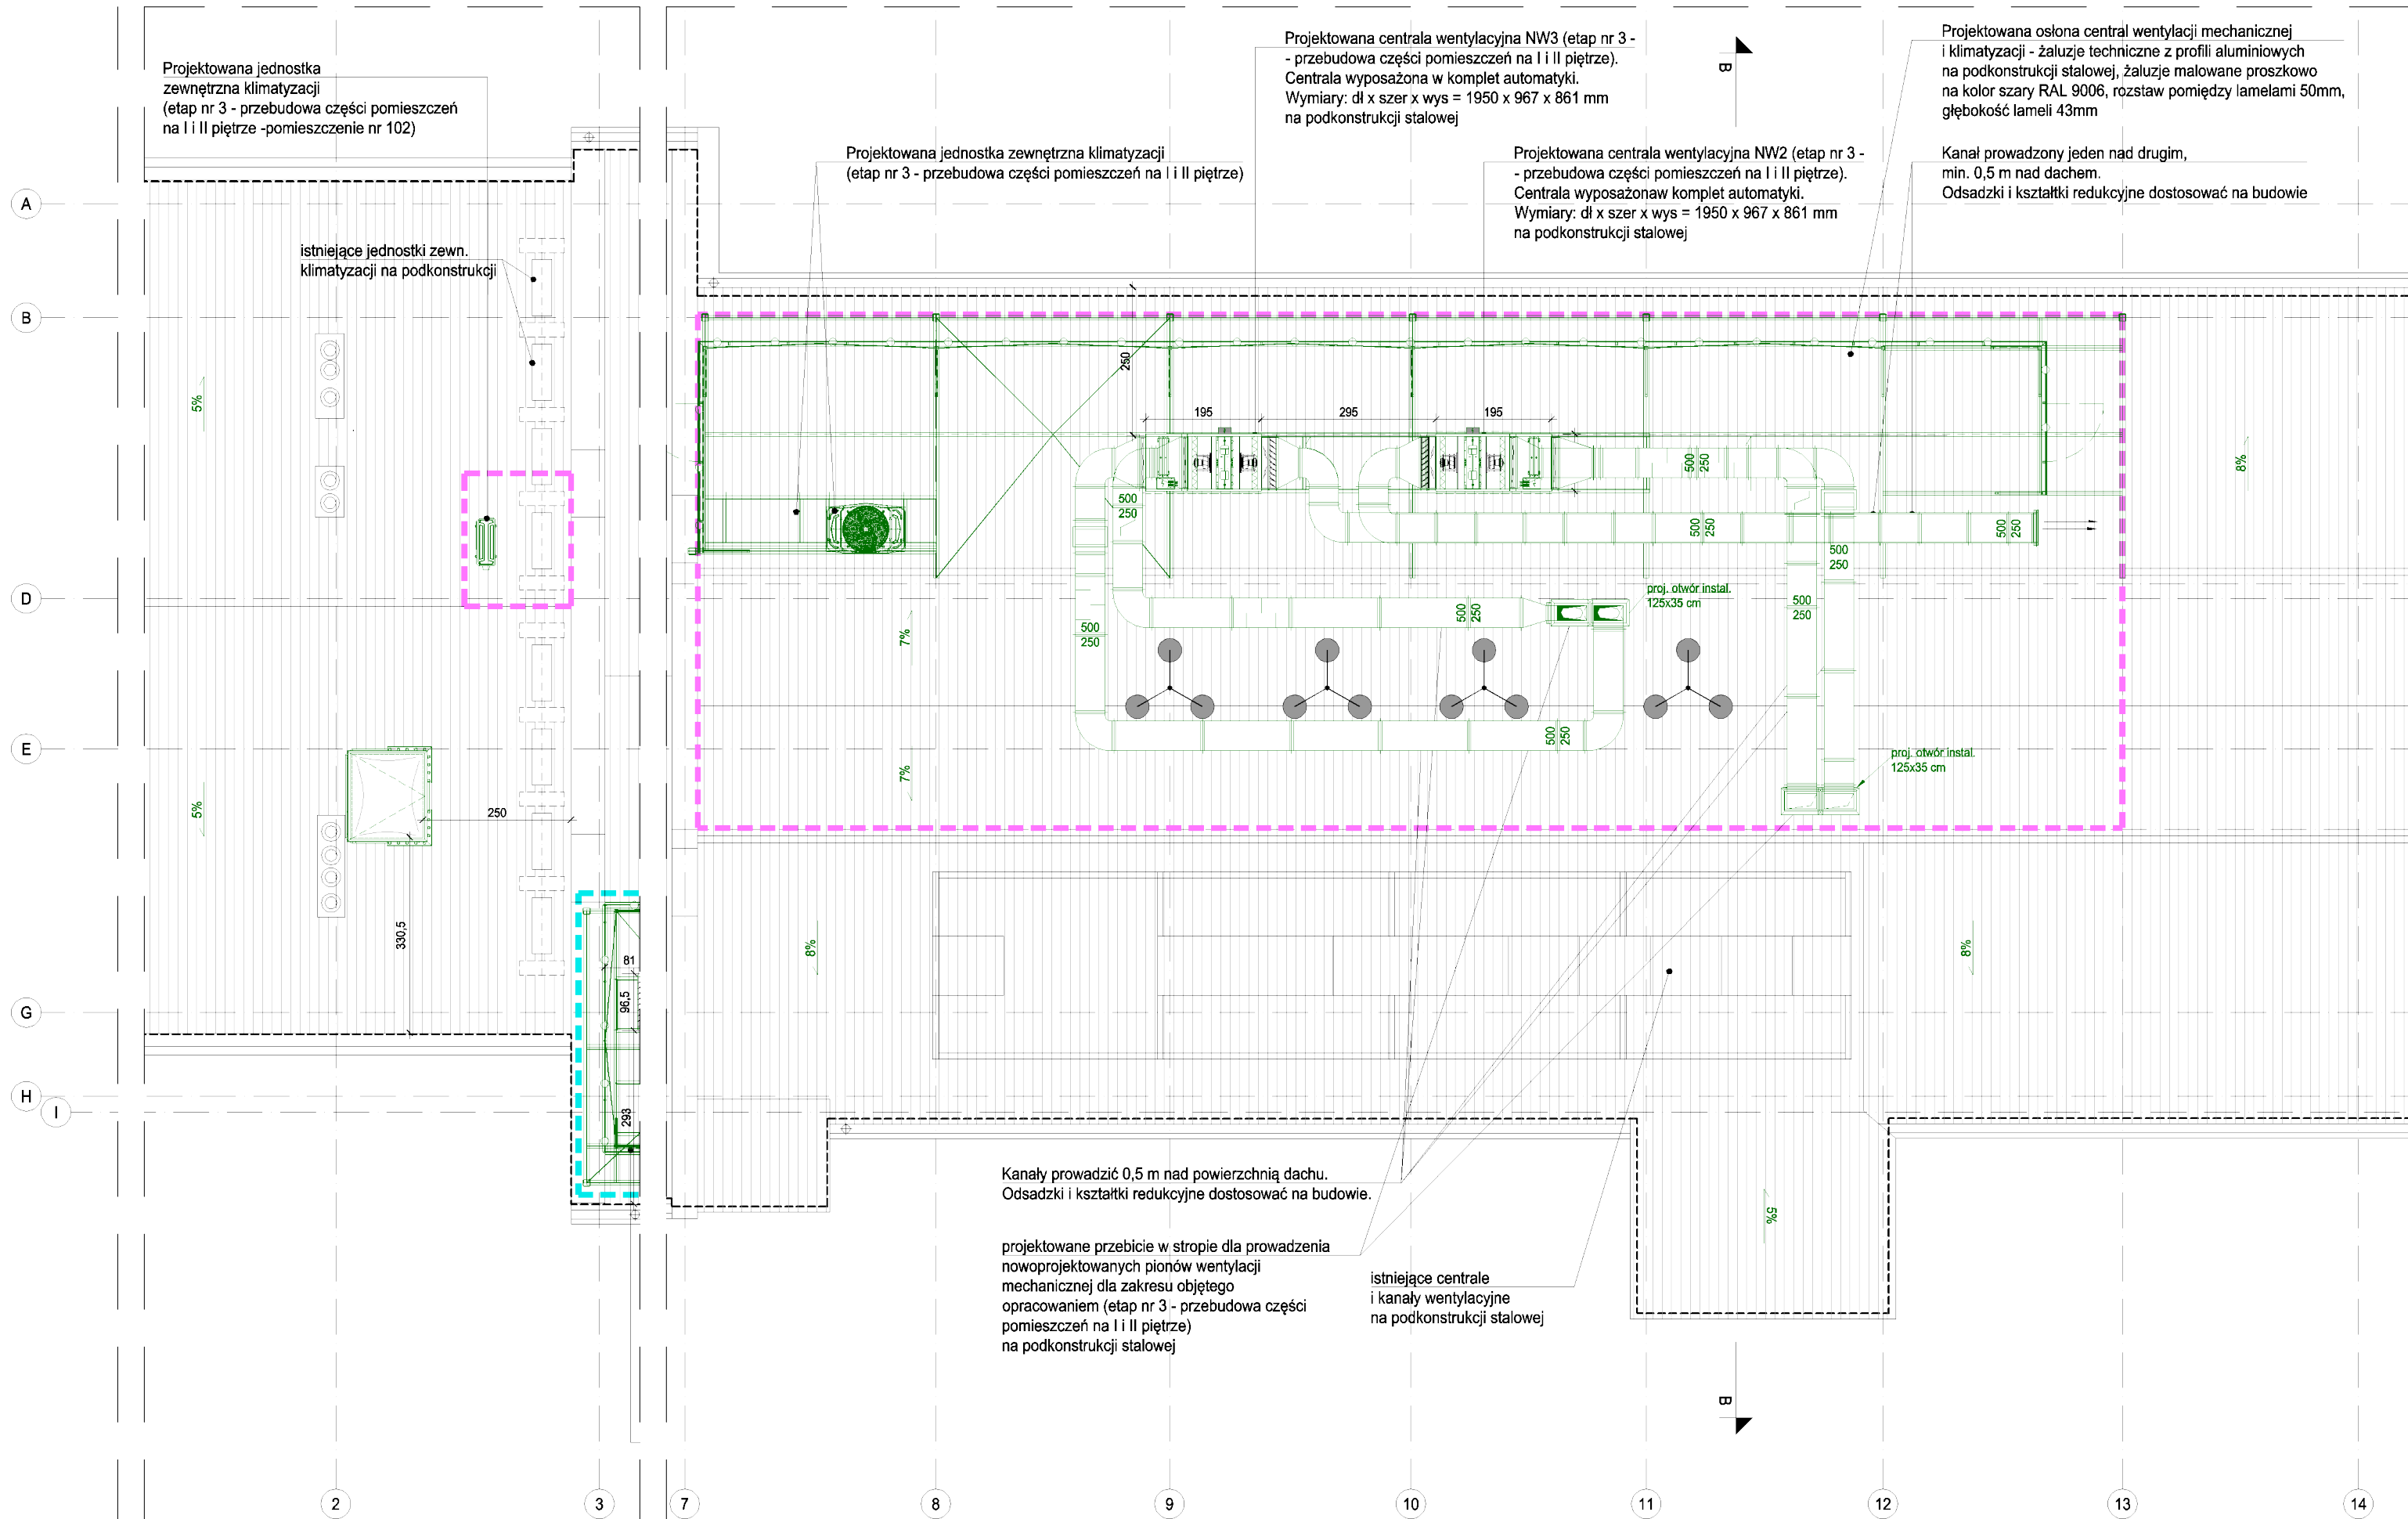 Projektowana jednostka
zewnętrzna klimatyzacji
(etap nr 3 - przebudowa części pomieszczeń
na I i II piętrze -pomieszczenie nr 102)
istniejące jednostki zewn.
klimatyzacji na podkonstrukcji
Projektowana jednostka zewnętrzna klimatyzacji
(etap nr 3 - przebudowa części pomieszczeń na I i II piętrze)
Projektowana centrala wentylacyjna NW3 (etap nr 3 -
- przebudowa części pomieszczeń na I i II piętrze).
Centrala wyposażona w komplet automatyki.
Wymiary: dł x szer x wys = 1950 x 967 x 861 mm
na podkonstrukcji stalowej
Projektowana centrala wentylacyjna NW2 (etap nr 3 -
- przebudowa części pomieszczeń na I i II piętrze).
Centrala wyposażonaw komplet automatyki.
Wymiary: dł x szer x wys = 1950 x 967 x 861 mm
na podkonstrukcji stalowej
B
Projektowana osłona central wentylacji mechanicznej
i klimatyzacji - żaluzje techniczne z profili aluminiowych
na podkonstrukcji stalowej, żaluzje malowane proszkowo
na kolor szary RAL 9006, rozstaw pomiędzy lamelami 50mm,
głębokość lameli 43mm
Kanał prowadzony jeden nad drugim,
min. 0,5 m nad dachem.
Odsadzki i kształtki redukcyjne dostosować na budowie
A
B
D
E
G
H
I
5%
5%
250
330,5
81
96,5
293
250
195
295
195
500
250
500
250
500
250
500
250
500
250
500
250
500
250
500
250
500
250
8%
7%
7%
proj. otwór instal.
125x35 cm
proj. otwór instal.
125x35 cm
8%
8%
5%
Kanały prowadzić 0,5 m nad powierzchnią dachu.
Odsadzki i kształtki redukcyjne dostosować na budowie.
projektowane przebicie w stropie dla prowadzenia
nowoprojektowanych pionów wentylacji
mechanicznej dla zakresu objętego
opracowaniem (etap nr 3 - przebudowa części
pomieszczeń na I i II piętrze)
na podkonstrukcji stalowej
istniejące centrale
i kanały wentylacyjne
na podkonstrukcji stalowej
B
2
3
7
8
9
10
11
12
13
14